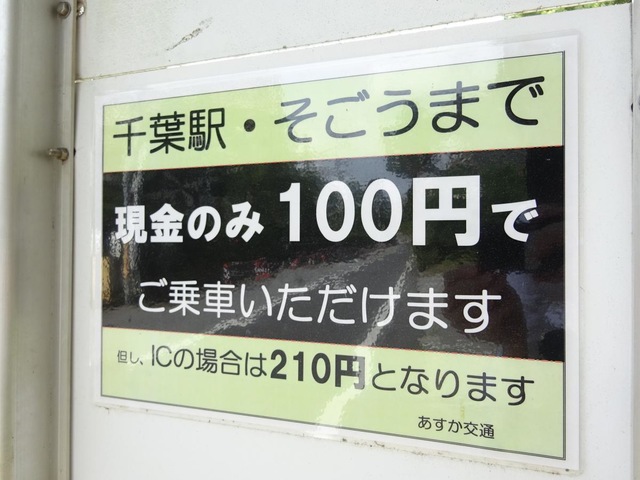 千葉駅・そごうまで
現金のみ100円で
ご乗車いただけます
但し、ICの場合は210円となります
あすか交通